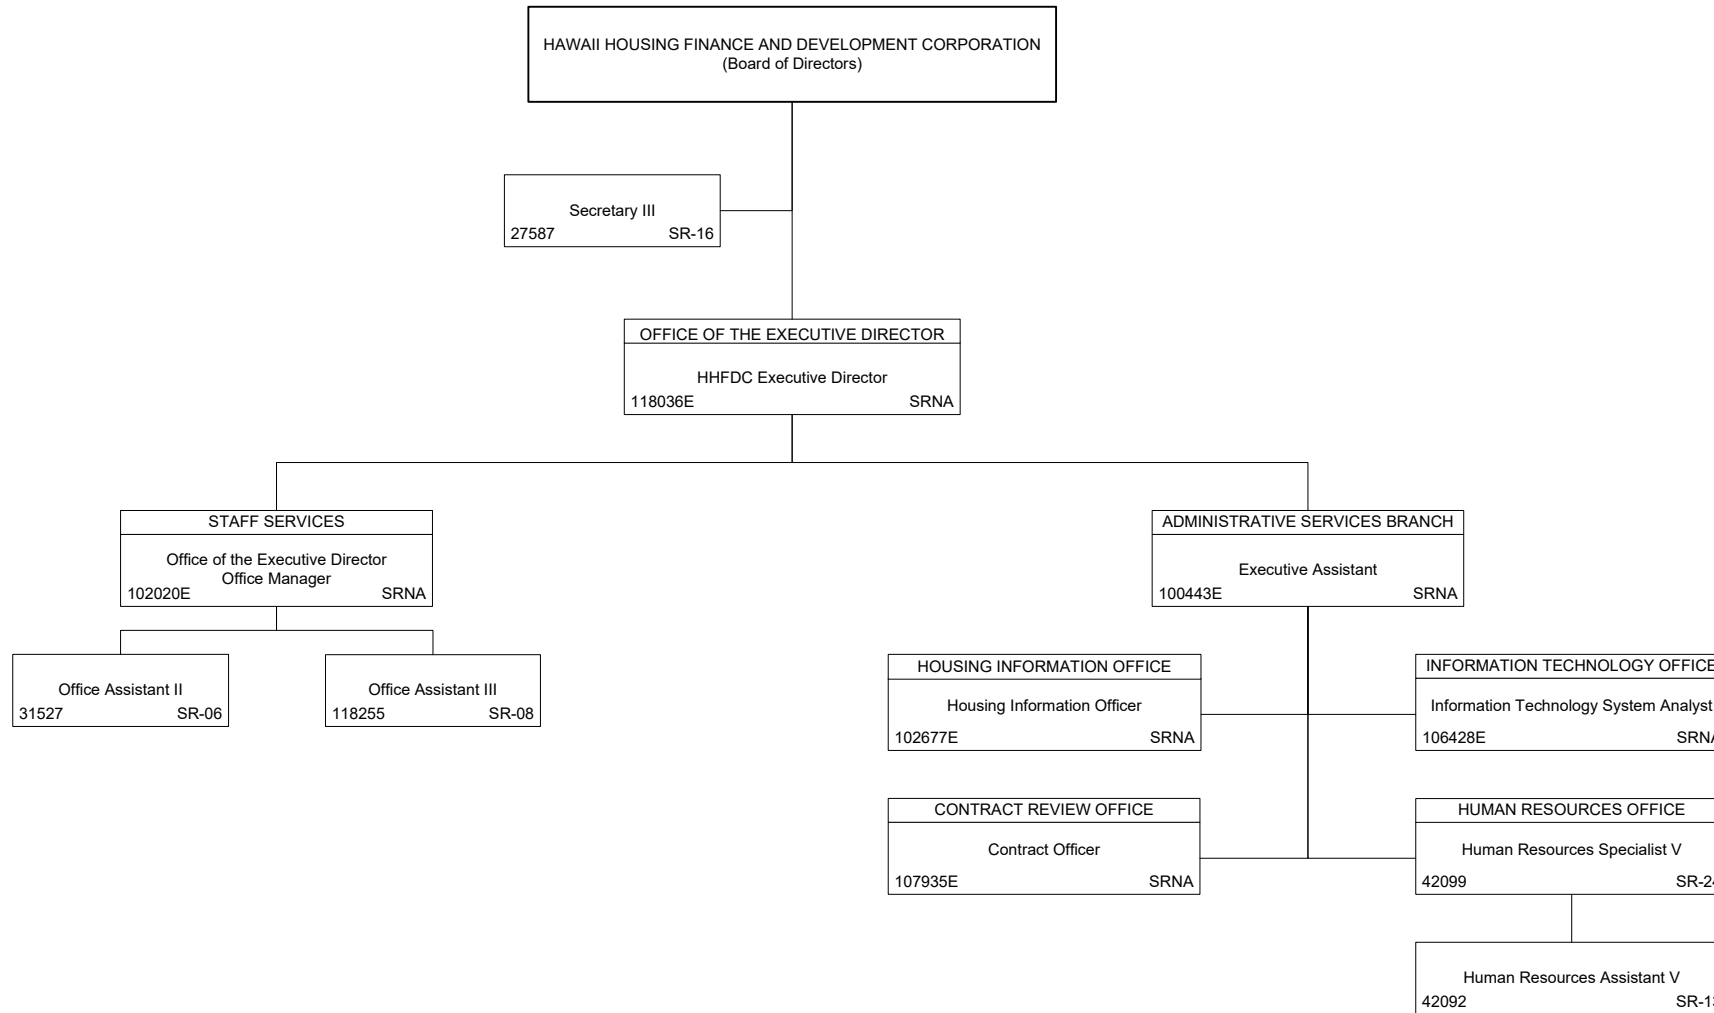 HAWAII HOUSING FINANCE AND DEVELOPMENT CORPORATION
(Board of Directors)
Secretary III
27587 SR-16
OFFICE OF THE EXECUTIVE DIRECTOR
HHFDC Executive Director
118036E SRNA
STAFF SERVICES
Office of the Executive Director
Office Manager
102020E SRNA
ADMINISTRATIVE SERVICES BRANCH
Executive Assistant
100443E SRNA
Office Assistant II
31527 SR-06
Office Assistant III
118255 SR-08
HOUSING INFORMATION OFFICE
Housing Information Officer
102677E SRNA
INFORMATION TECHNOLOGY OFFICE
Information Technology System Analyst
106428E SRNA
CONTRACT REVIEW OFFICE
Contract Officer
107935E SRNA
HUMAN RESOURCES OFFICE
Human Resources Specialist V
42099 SR-24
Human Resources Assistant V
42092